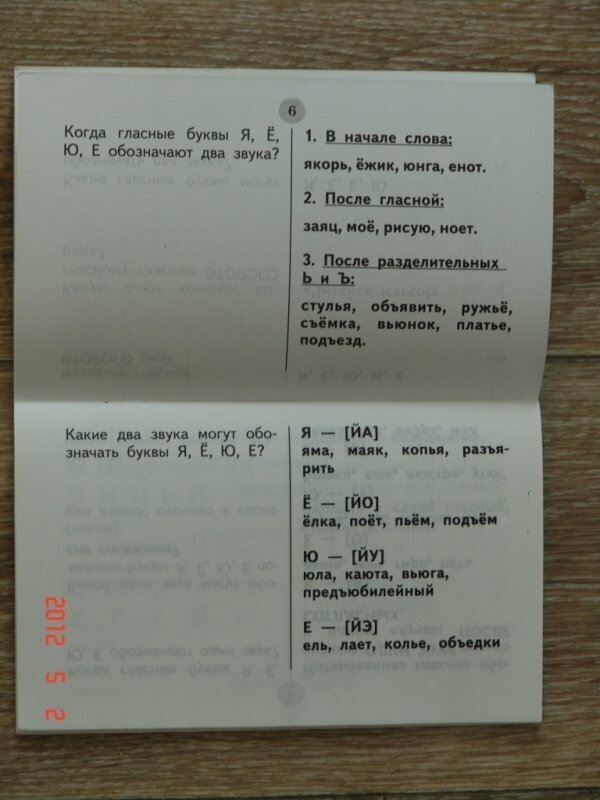 6
Когда гласные буквы Я, Ё,
Ю, Е обозначают два звука?
1. В начале слова:
якорь, ёжик, юнга, енот.
2. После гласной:
заяц, моё, рисую, ноет.
3. После разделительных
Ь и Ъ:
стулья, объявить, ружьё,
съёмка, вьюнок, платье,
подъезд.
Какие два звука могут обо-
значать буквы Я, Ё, Ю, Е?
Я — [ЙА]
яма, маяк, копья, разъя-
рить
Ё — [ЙО]
ёлка, поёт, пьём, подъём
Ю — [ЙУ]
юла, каюта, вьюга,
предъюбилейный
Е — [ЙЭ]
ель, лает, колье, объедки
2012 5 2